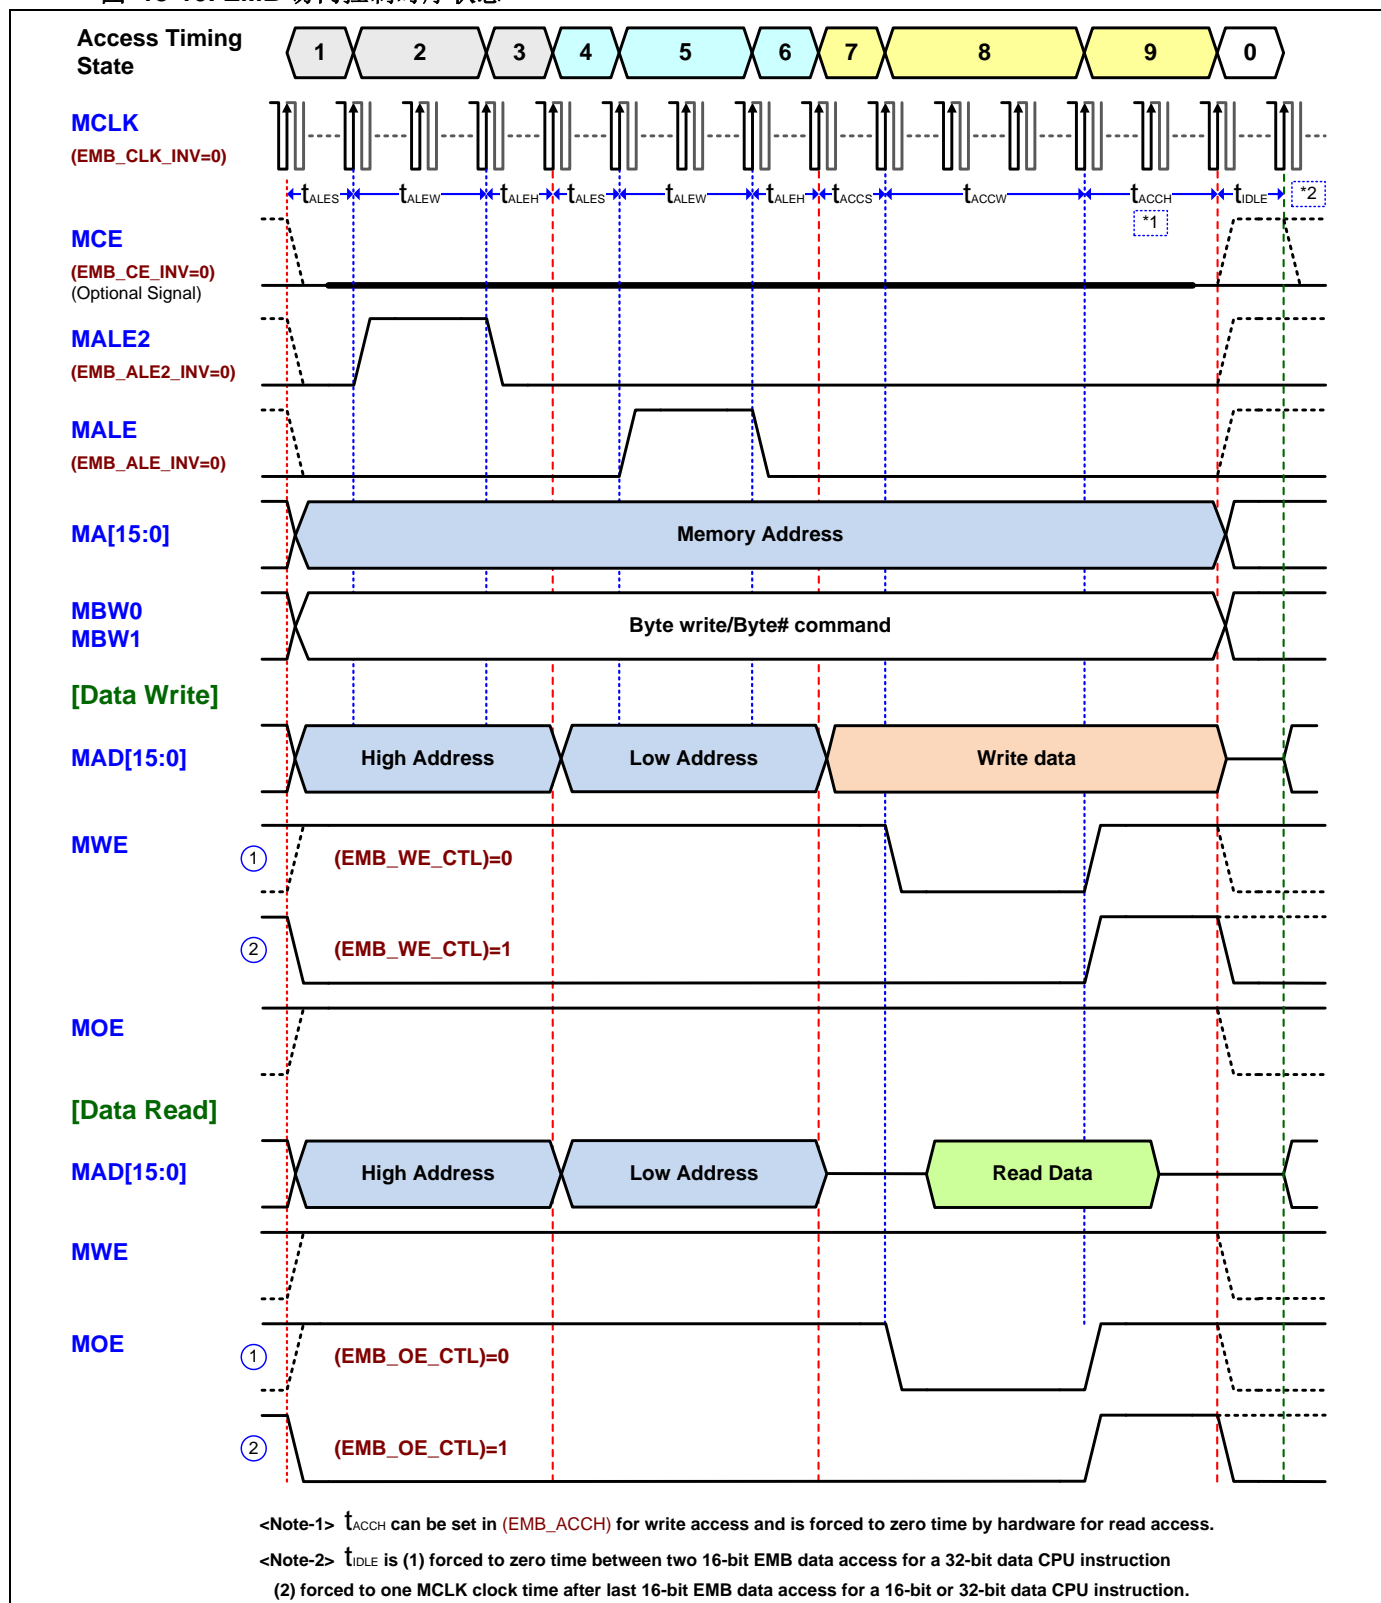 Access Timing
State
1 2 3 4 5 6 7 8 9 0
MCLK
(EMB_CLK_INV=0)
tALES tALEW tALEH tALES tALEW tALEH tACCS tACCW tACCH tIDLE *2
*1
MCE
(EMB_CE_INV=0)
(Optional Signal)
MALE2
(EMB_ALE2_INV=0)
MALE
(EMB_ALE_INV=0)
MA[15:0] Memory Address
MBW0
MBW1
Byte write/Byte# command
[Data Write]
MAD[15:0] High Address Low Address Write data
MWE
1 (EMB_WE_CTL)=0
2 (EMB_WE_CTL)=1
MOE
[Data Read]
MAD[15:0] High Address Low Address Read Data
MWE
MOE
1 (EMB_OE_CTL)=0
2 (EMB_OE_CTL)=1
<Note-1> tACCH can be set in (EMB_ACCH) for write access and is forced to zero time by hardware for read access.
<Note-2> tIDLE is (1) forced to zero time between two 16-bit EMB data access for a 32-bit data CPU instruction
(2) forced to one MCLK clock time after last 16-bit EMB data access for a 16-bit or 32-bit data CPU instruction.